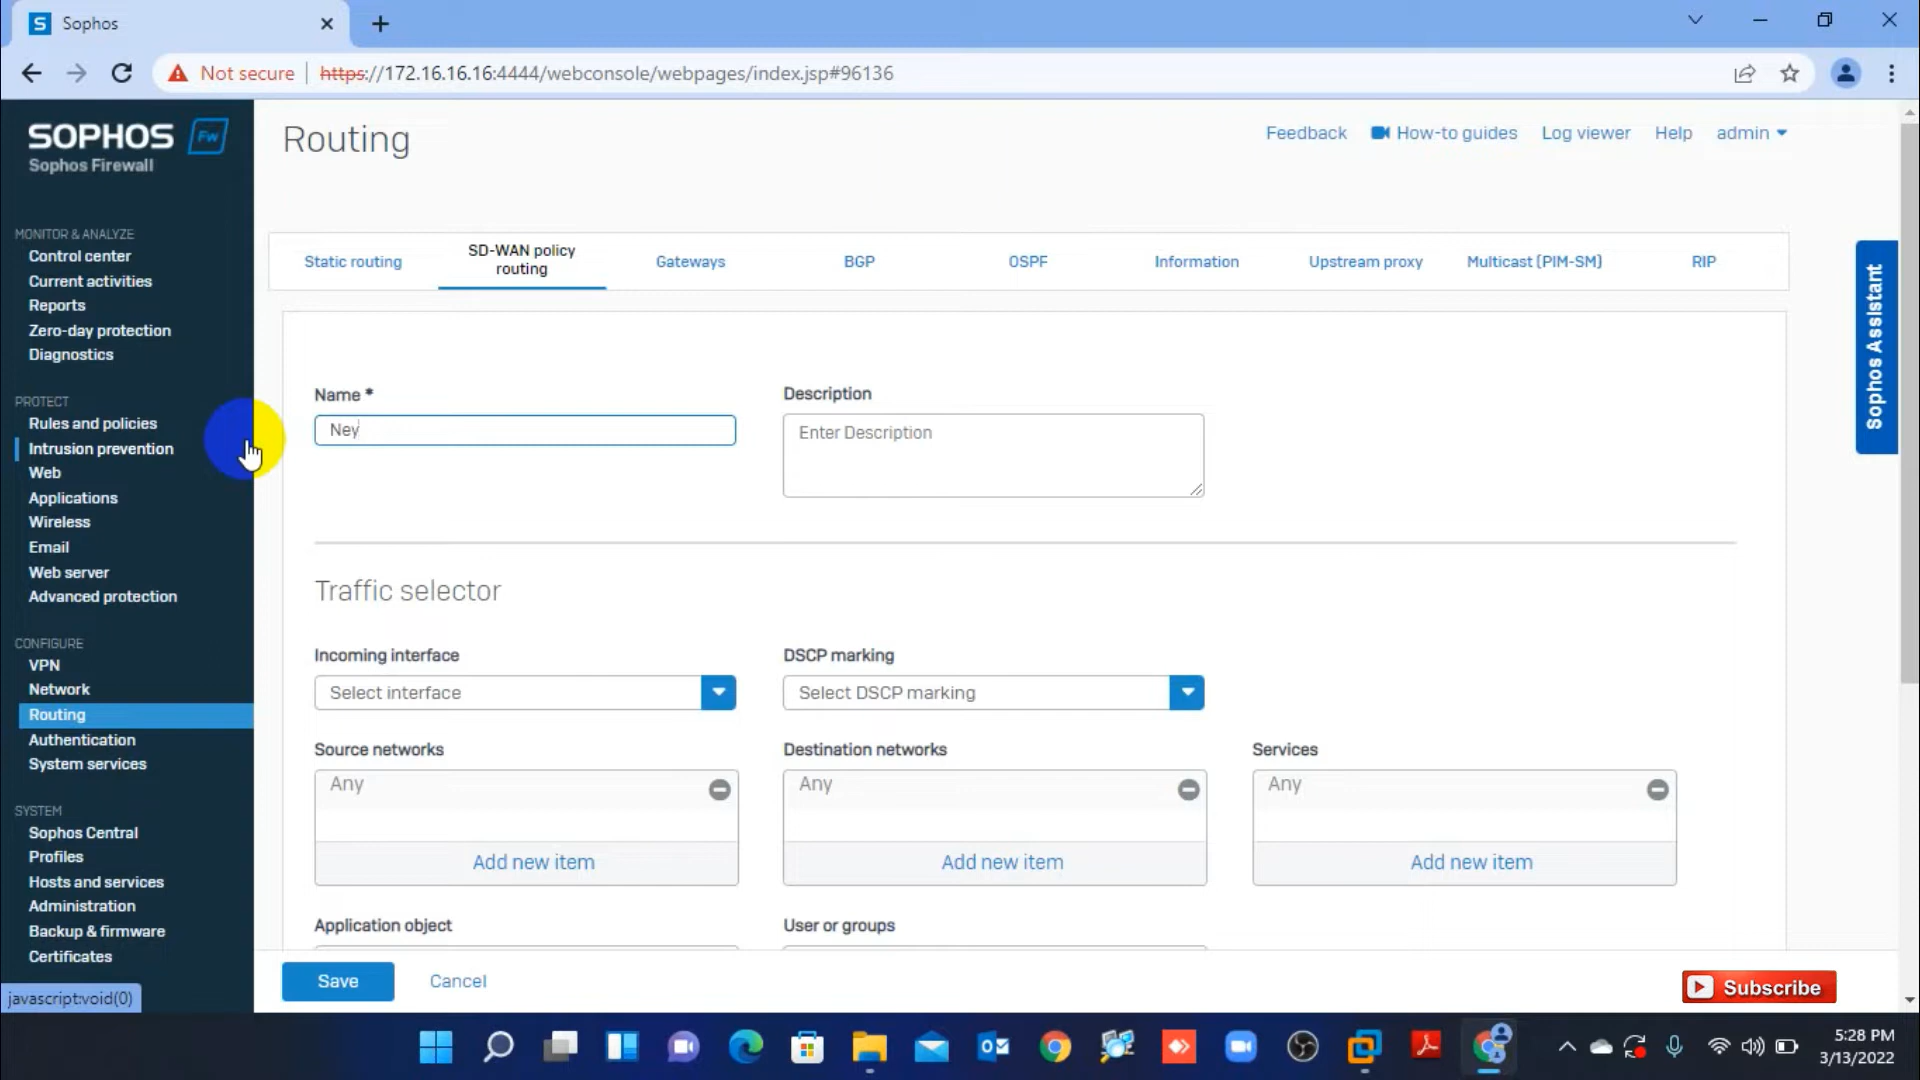 S Sophos
Not secure https://172.16.16.16:4444/webconsole/webpages/index.jsp#96136
SOPHOS Fw
Sophos Firewall
MONITOR & ANALYZE
Control center
Current activities
Reports
Zero-day protection
Diagnostics
PROTECT
Rules and policies
Intrusion prevention
Web
Applications
Wireless
Email
Web server
Advanced protection
CONFIGURE
VPN
Network
Routing
Authentication
System services
SYSTEM
Sophos Central
Profiles
Hosts and services
Administration
Backup & firmware
Certificates
javascript:void(0)
Routing
Feedback How-to guides Log viewer Help admin
Static routing
SD-WAN policy
routing
Gateways
BGP
OSPF
Information
Upstream proxy
Multicast (PIM-SM)
RIP
Sophos Assistant
Name *
Ney
Description
Enter Description
Traffic selector
Incoming interface
Select interface
DSCP marking
Select DSCP marking
Source networks
Any
Add new item
Destination networks
Any
Add new item
Services
Any
Add new item
Application object
User or groups
Save Cancel
Subscribe
5:28 PM
3/13/2022